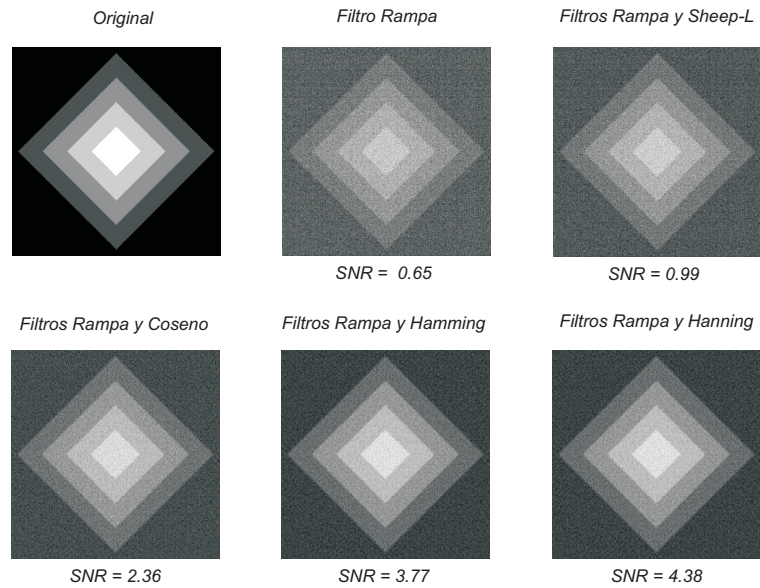 Original
Filtro Rampa
Filtros Rampa y Sheep-L
SNR = 0.65
SNR = 0.99
Filtros Rampa y Coseno
Filtros Rampa y Hamming
Filtros Rampa y Hanning
SNR = 2.36
SNR = 3.77
SNR = 4.38